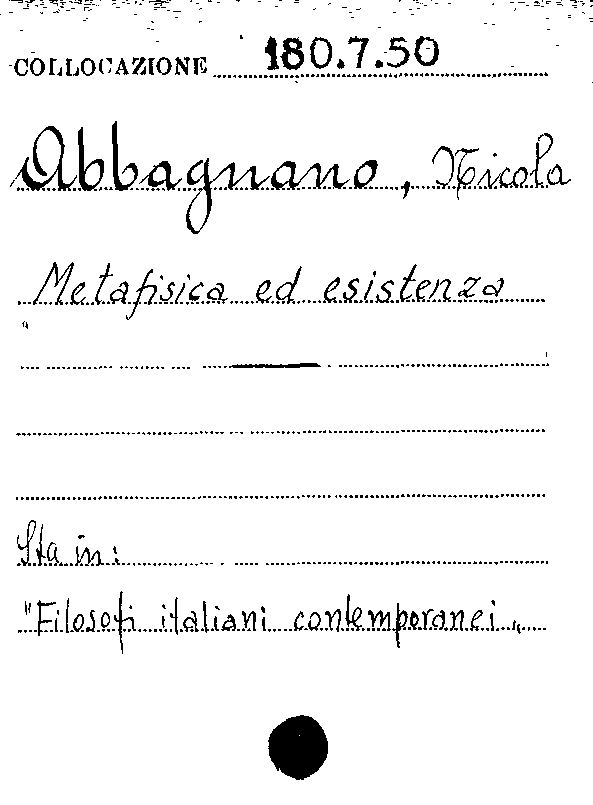 COLLOCAZIONE 180.7.50
Abbagnano, Nicola
Metafisica ed esistenza
Sta in:
"Filosofi italiani contemporanei„